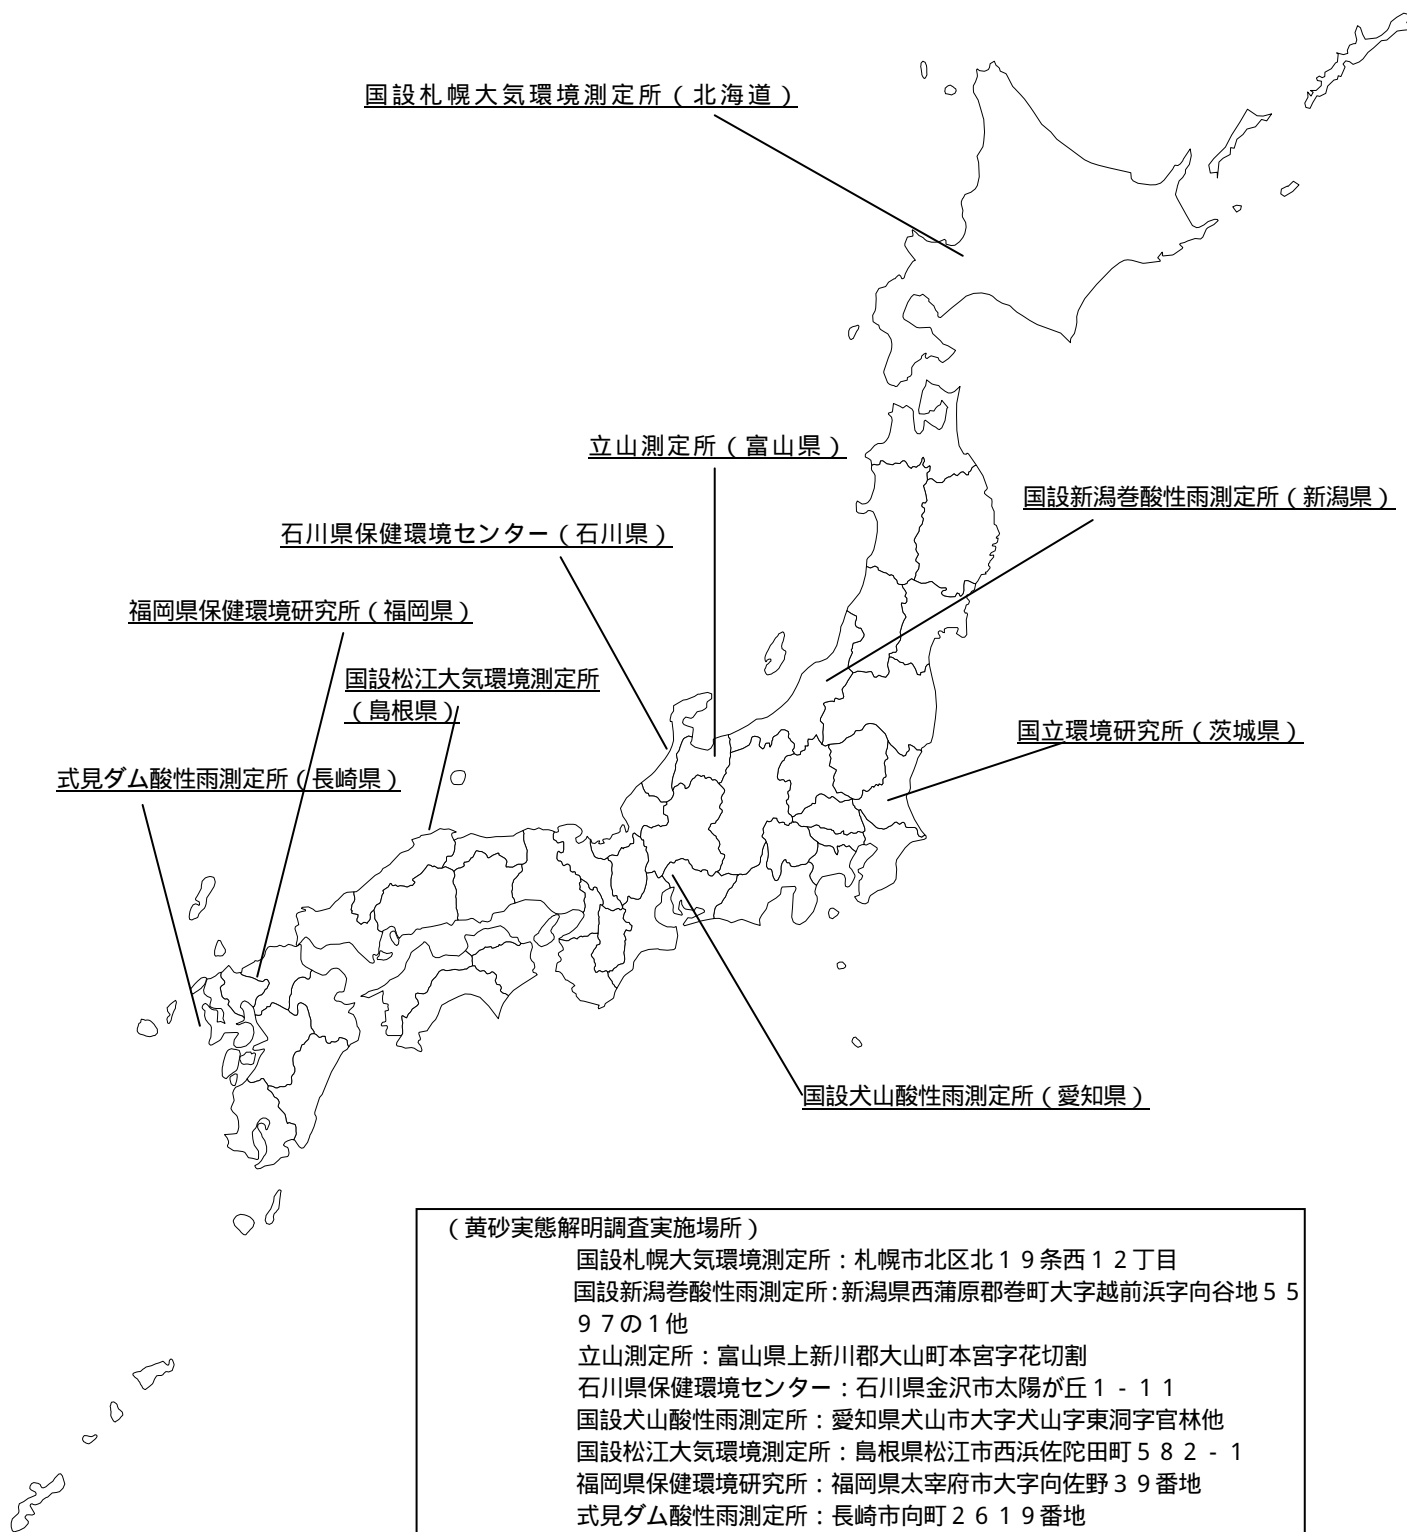 国設札幌大気環境測定所（北海道）
立山測定所（富山県）
国設新潟巻酸性雨測定所（新潟県）
石川県保健環境センター（石川県）
福岡県保健環境研究所（福岡県）
国設松江大気環境測定所
（島根県）
国立環境研究所（茨城県）
式見ダム酸性雨測定所（長崎県）
国設犬山酸性雨測定所（愛知県）
（黄砂実態解明調査実施場所）
国設札幌大気環境測定所：札幌市北区北１９条西１２丁目
国設新潟巻酸性雨測定所：新潟県西蒲原郡巻町大字越前浜字向谷地５５
９７の１他
立山測定所：富山県上新川郡大山町本宮字花切割
石川県保健環境センター：石川県金沢市太陽が丘１-１１
国設犬山酸性雨測定所：愛知県犬山市大字犬山字東洞字官林他
国設松江大気環境測定所：島根県松江市西浜佐陀田町５８２-１
福岡県保健環境研究所：福岡県太宰府市大字向佐野３９番地
式見ダム酸性雨測定所：長崎市向町２６１９番地